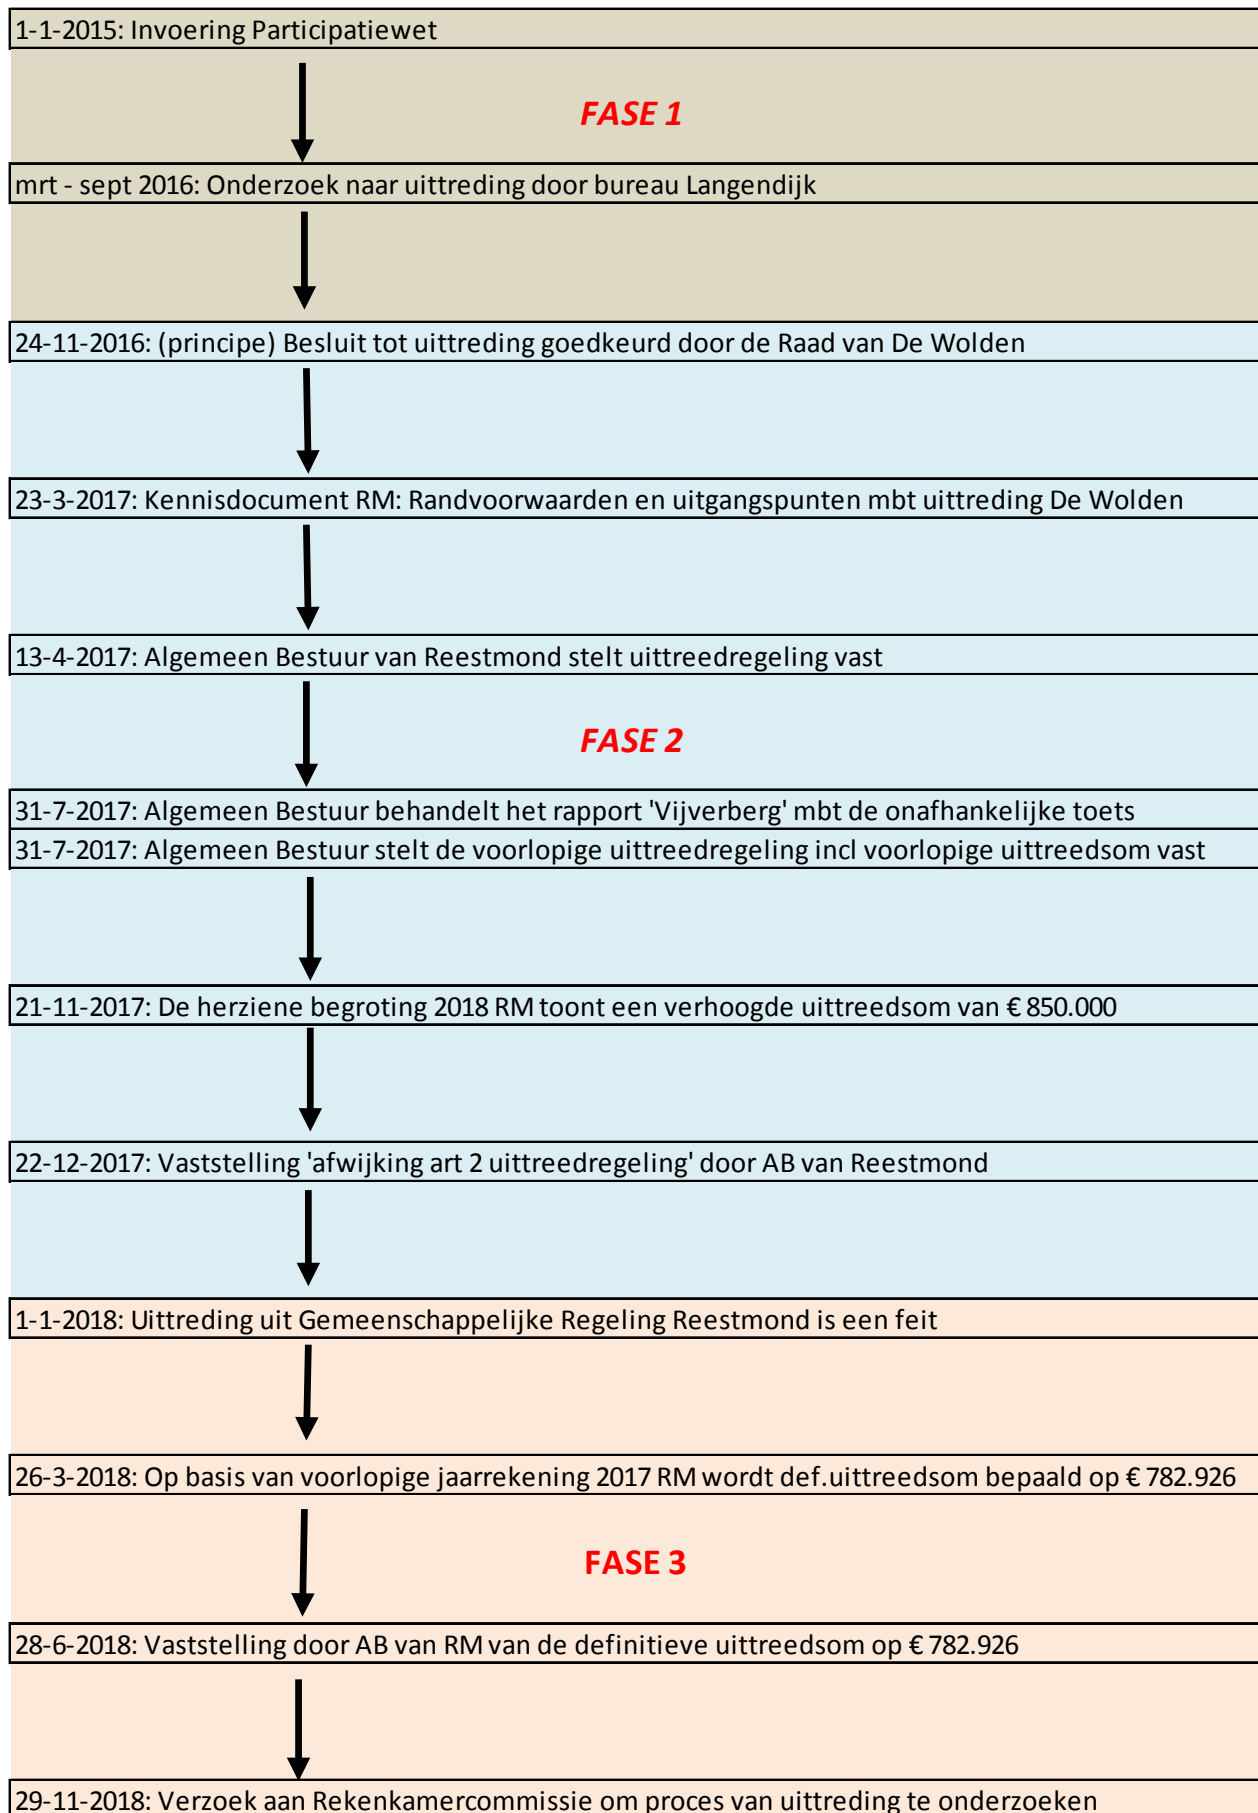 1-1-2015: Invoering Participatiewet
FASE 1
mrt - sept 2016: Onderzoek naar uittreding door bureau Langendijk
24-11-2016: (principe) Besluit tot uittreding goedkeurd door de Raad van De Wolden
23-3-2017: Kennisdocument RM: Randvoorwaarden en uitgangspunten mbt uittreding De Wolden
13-4-2017: Algemeen Bestuur van Reestmond stelt uittreedregeling vast
FASE 2
31-7-2017: Algemeen Bestuur behandelt het rapport 'Vijverberg' mbt de onafhankelijke toets
31-7-2017: Algemeen Bestuur stelt de voorlopige uittreedregeling incl voorlopige uittreedsom vast
21-11-2017: De herziene begroting 2018 RM toont een verhoogde uittreedsom van € 850.000
22-12-2017: Vaststelling 'afwijking art 2 uittreedregeling' door AB van Reestmond
1-1-2018: Uittreding uit Gemeenschappelijke Regeling Reestmond is een feit
26-3-2018: Op basis van voorlopige jaarrekening 2017 RM wordt def.uittreedsom bepaald op € 782.926
FASE 3
28-6-2018: Vaststelling door AB van RM van de definitieve uittreedsom op € 782.926
29-11-2018: Verzoek aan Rekenkamercommissie om proces van uittreding te onderzoeken